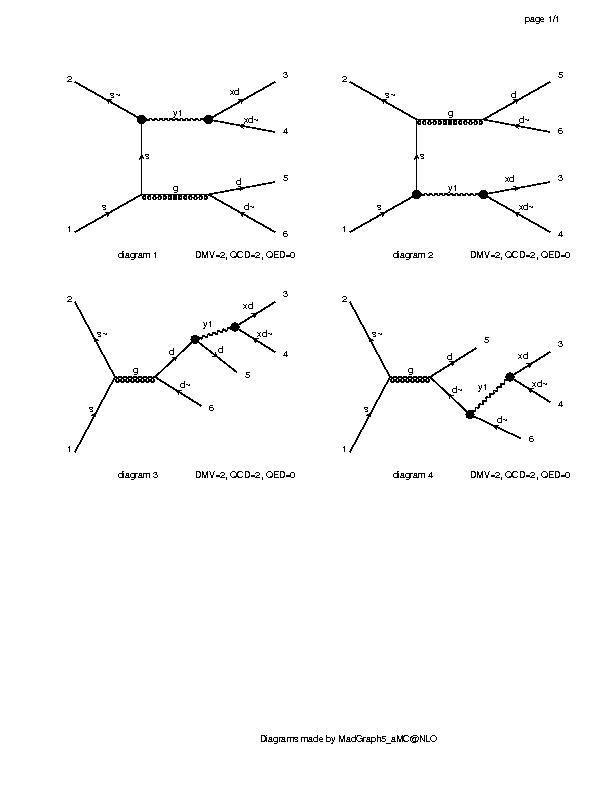 page 1/1
2
s~
y1
xd
3
xd~
4
s
g
d
5
d~
6
s
1
diagram 1 DMV=2, QCD=2, QED=0
2
s~
g
d
5
d~
6
s
y1
xd
3
xd~
4
s
1
diagram 2 DMV=2, QCD=2, QED=0
2
s~
g
s
1
d
y1
xd
3
xd~
4
d
5
d~
6
diagram 3 DMV=2, QCD=2, QED=0
2
s~
g
s
1
d
5
d~
y1
xd
3
xd~
4
d~
6
diagram 4 DMV=2, QCD=2, QED=0
Diagrams made by MadGraph5_aMC@NLO